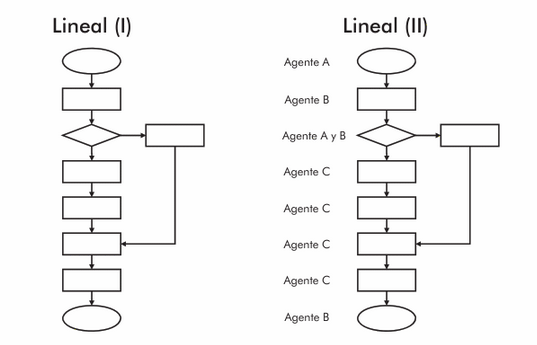 Lineal (I)
Lineal (II)
Agente A
Agente B
Agente A y B
Agente C
Agente C
Agente C
Agente C
Agente B